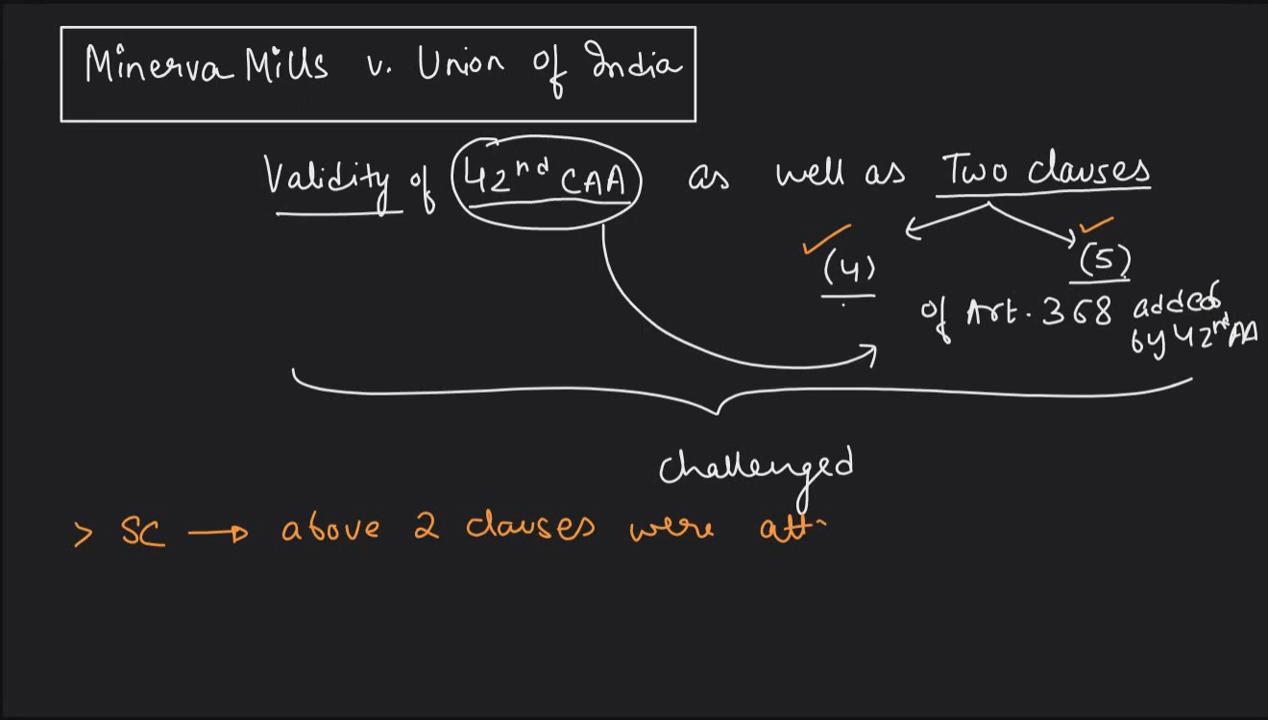 Minerva Mills v. Union of India
Validity of 42nd CAA as well as Two clauses
(4) (5)
of Art. 368 added
by 42nd AA
challenged
> SC → above 2 clauses were att